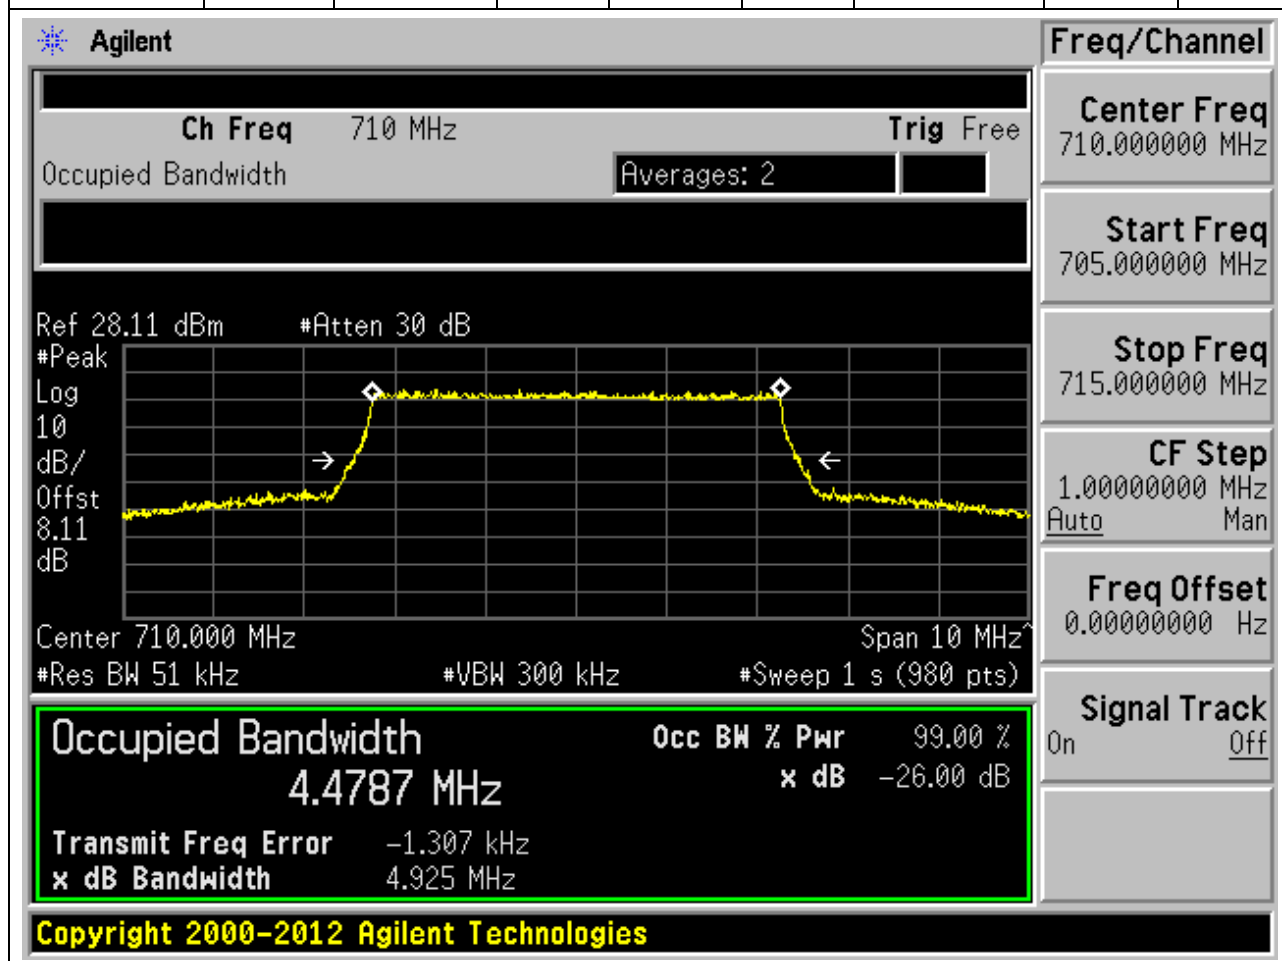 Agilent
Freq/Channel
Ch Freq 710 MHz Trig Free
Occupied Bandwidth Averages: 2
Center Freq
710.000000 MHz
Start Freq
705.000000 MHz
Stop Freq
715.000000 MHz
CF Step
1.00000000 MHz
Auto Man
Freq Offset
0.00000000 Hz
Signal Track
On Off
Ref 28.11 dBm #Atten 30 dB
#Peak
Log
10
dB/
Offst
8.11
dB
Center 710.000 MHz Span 10 MHz^
#Res BW 51 kHz #VBW 300 kHz #Sweep 1 s (980 pts)
Occupied Bandwidth Occ BW % Pwr 99.00 %
4.4787 MHz x dB -26.00 dB
Transmit Freq Error -1.307 kHz
x dB Bandwidth 4.925 MHz
Copyright 2000-2012 Agilent Technologies